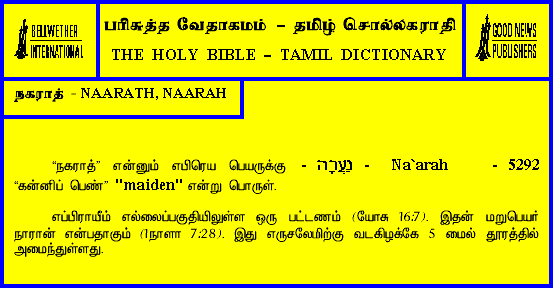 BELLWETHER
INTERNATIONAL
பரிசுத்த வேதாகமம் – தமிழ் சொல்லகராதி
THE HOLY BIBLE – TAMIL DICTIONARY
GOOD NEWS
PUBLISHERS
நகராத் - NAARATH, NAARAH
“நகராத்” என்னும் எபிரெய பெயருக்கு - נַעֲרָה - Na`arah - 5292
“கன்னிப் பெண்” "maiden" என்று பொருள்.
எப்பிராயீம் எல்லைப்பகுதியிலுள்ள ஒரு பட்டணம் (யோசு 16:7). இதன் மறுபெயர்
நாரான் என்பதாகும் (1நாளா 7:28). இது எருசலேமிற்கு வடகிழக்கே 5 மைல் தூரத்தில்
அமைந்துள்ளது.